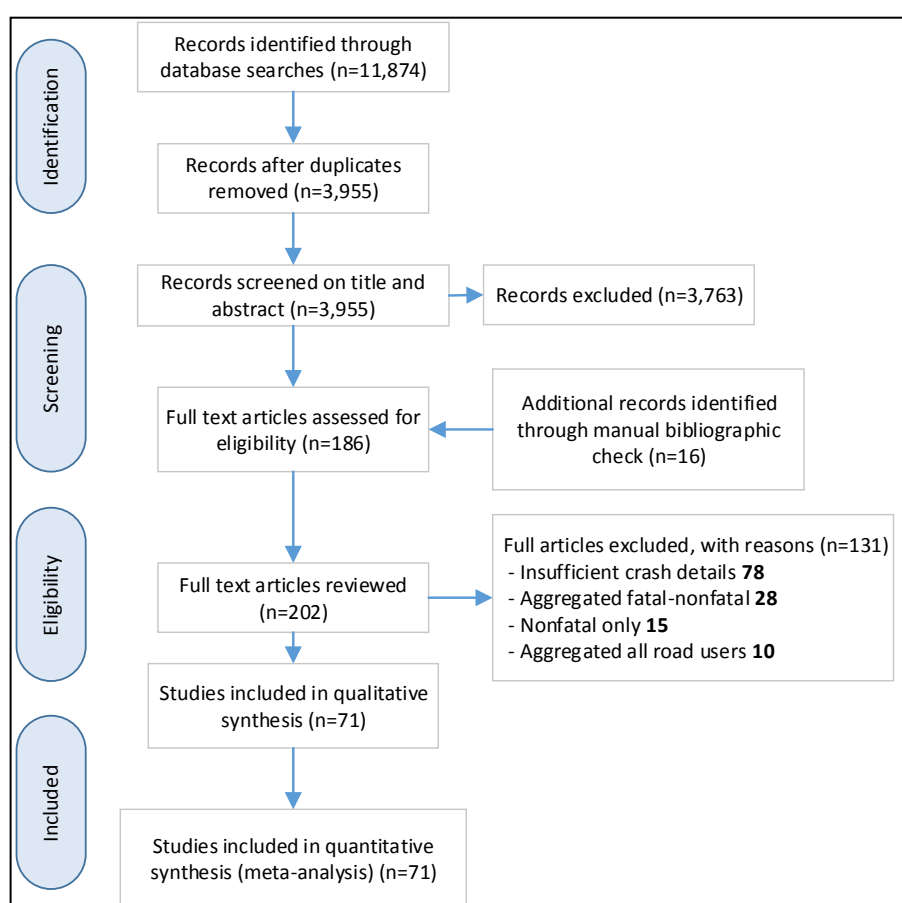 Identification
Records identified through
database searches (n=11,874)
Records after duplicates
removed (n=3,955)
Screening
Records screened on title and
abstract (n=3,955)
Records excluded (n=3,763)
Full text articles assessed for
eligibility (n=186)
Additional records identified
through manual bibliographic
check (n=16)
Eligibility
Full text articles reviewed
(n=202)
Full articles excluded, with reasons (n=131)
- Insufficient crash details 78
- Aggregated fatal-nonfatal 28
- Nonfatal only 15
- Aggregated all road users 10
Studies included in qualitative
synthesis (n=71)
Included
Studies included in quantitative
synthesis (meta-analysis) (n=71)